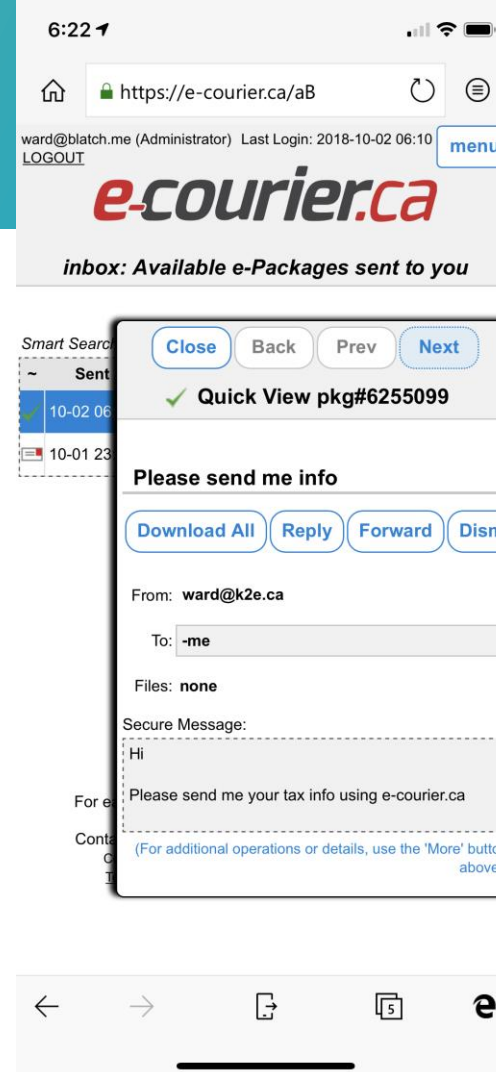 6:22
https://e-courier.ca/aB
ward@blatch.me (Administrator) Last Login: 2018-10-02 06:10
menu
LOGOUT
e-courier.ca
inbox: Available e-Packages sent to you
Smart Searc
~ Sent
10-02 06
10-01 23
Close Back Prev Next
Quick View pkg#6255099
Please send me info
Download All Reply Forward Dism
From: ward@k2e.ca
To: -me
Files: none
Secure Message:
Hi
Please send me your tax info using e-courier.ca
(For additional operations or details, use the 'More' butto
above
For e
Conta
C
T
5